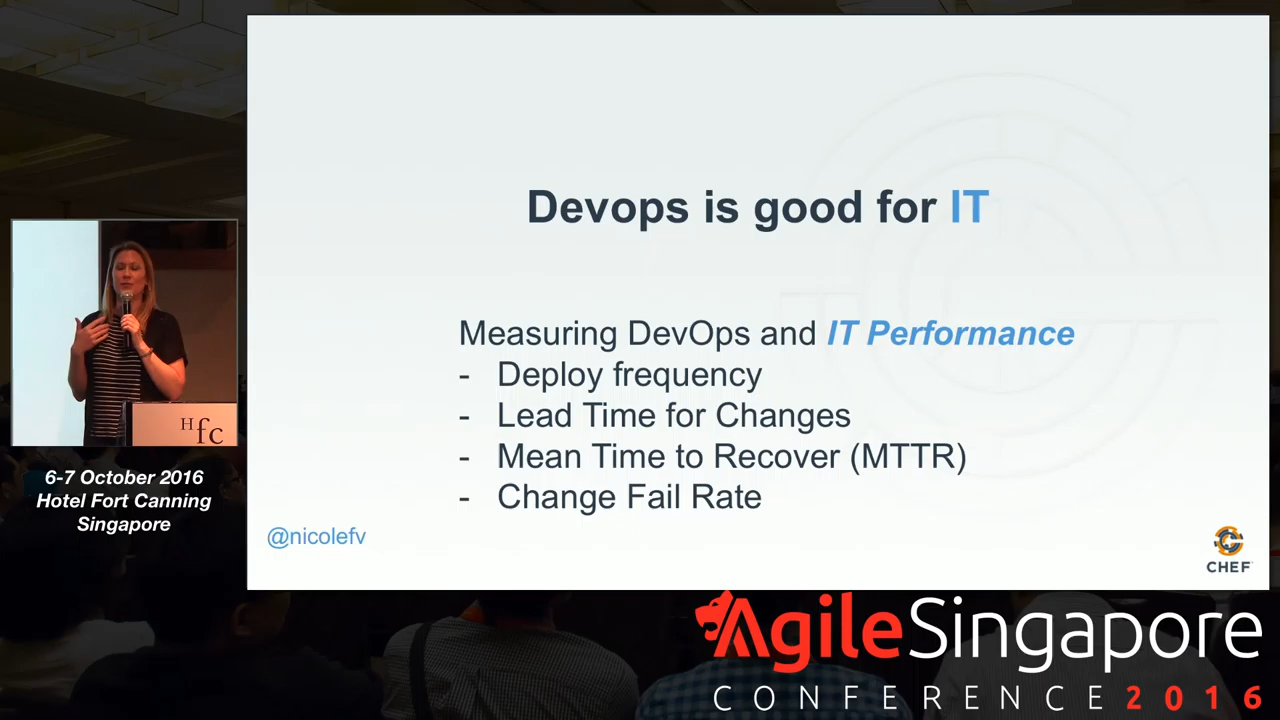 Devops is good for IT
Measuring DevOps and IT Performance
- Deploy frequency
- Lead Time for Changes
- Mean Time to Recover (MTTR)
- Change Fail Rate
@nicolefv
CHEF
Hfc
6-7 October 2016
Hotel Fort Canning
Singapore
AgileSingapore
CONFERENCE 2016